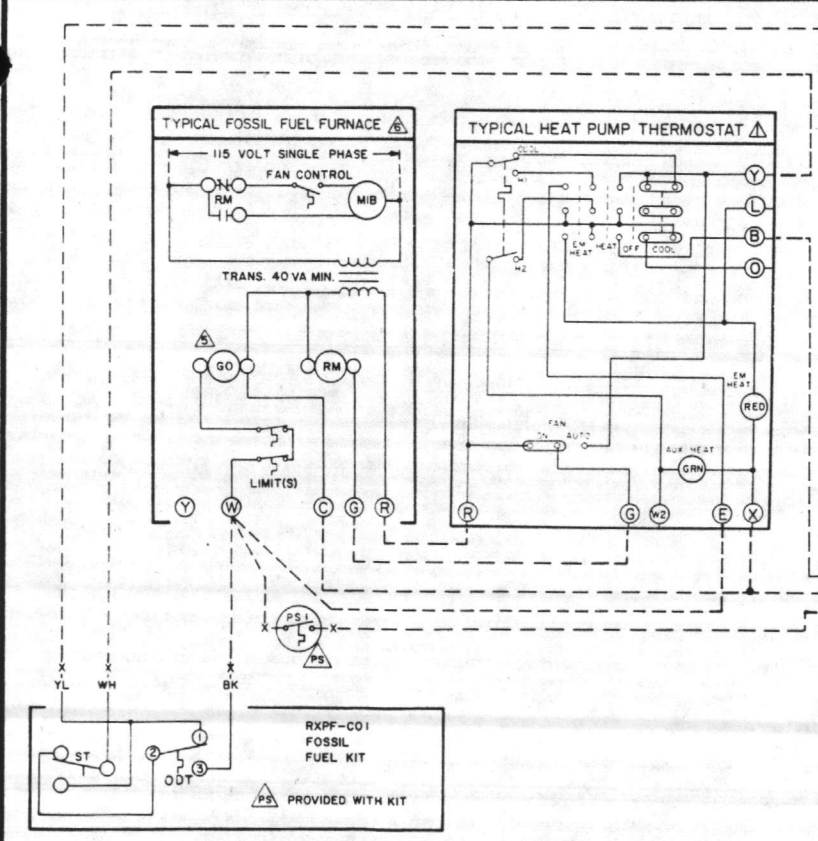 TYPICAL FOSSIL FUEL FURNACE 6
115 VOLT SINGLE PHASE
FAN CONTROL
RM
MIB
TRANS. 40 VA MIN.
5
GO
RM
LIMIT(S)
Y
W
C
G
R
TYPICAL HEAT PUMP THERMOSTAT 1
COOL
H1
H2
EM HEAT
HEAT
OFF
COOL
Y
L
B
O
EM
HEAT
RED
FAN
ON
AUTO
AUX HEAT
GRN
R
G
W2
E
X
PS1
X
X
PS
X
X
X
YL
WH
BK
ST
1
2
3
ODT
RXPF-C01
FOSSIL
FUEL KIT
PS PROVIDED WITH KIT